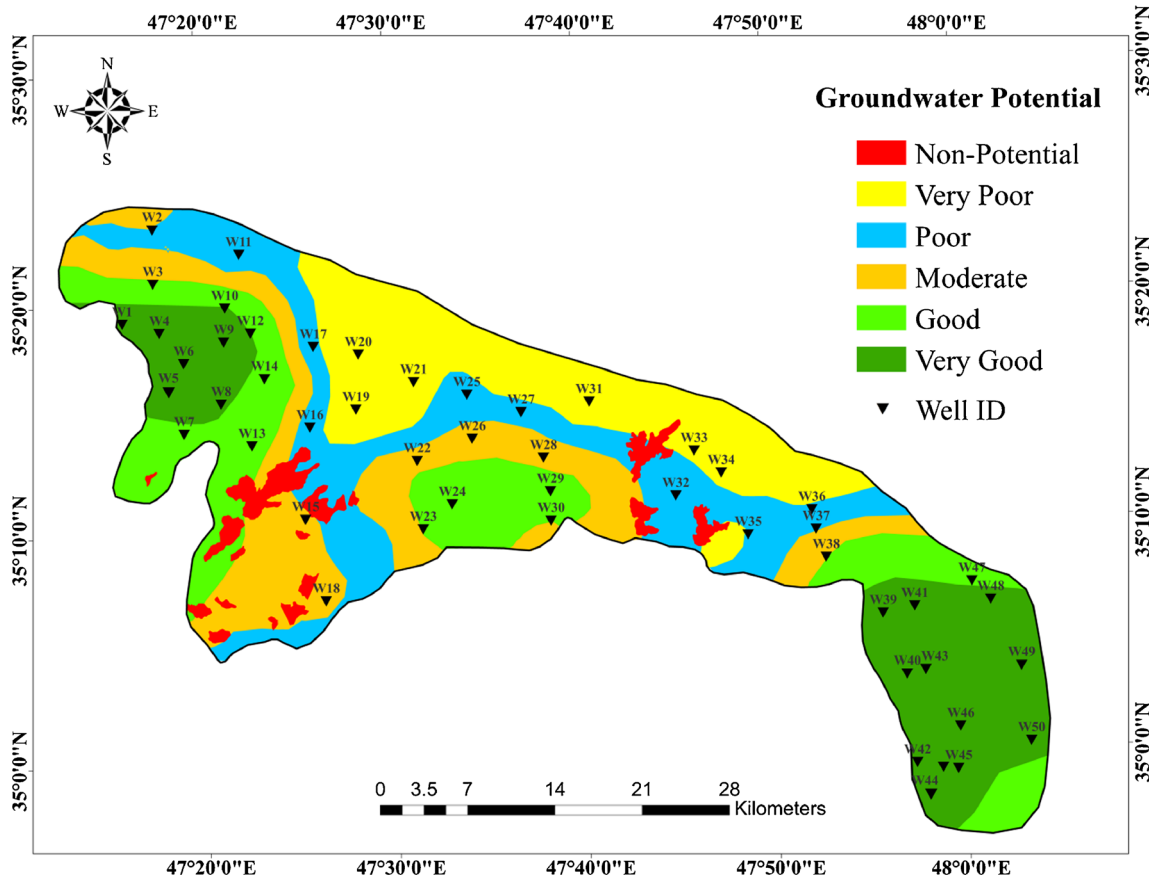 47°20'0"E 47°30'0"E 47°40'0"E 47°50'0"E 48°0'0"E
35°30'0"N
35°20'0"N
35°10'0"N
35°0'0"N
N
W E
S
Groundwater Potential
Non-Potential
Very Poor
Poor
Moderate
Good
Very Good
Well ID
W2
W11
W3
W10
W1
W4
W9
W12
W17
W20
W6
W14
W21
W5
W8
W19
W25
W31
W7
W13
W16
W27
W26
W22
W28
W33
W34
W24
W29
W32
W15
W23
W30
W36
W35
W37
W38
W18
W47
W48
W39
W41
W40
W43
W49
W46
W50
W42
W45
W44
0 3.5 7 14 21 28
Kilometers
35°30'0"N
35°20'0"N
35°10'0"N
35°0'0"N
47°20'0"E 47°30'0"E 47°40'0"E 47°50'0"E 48°0'0"E